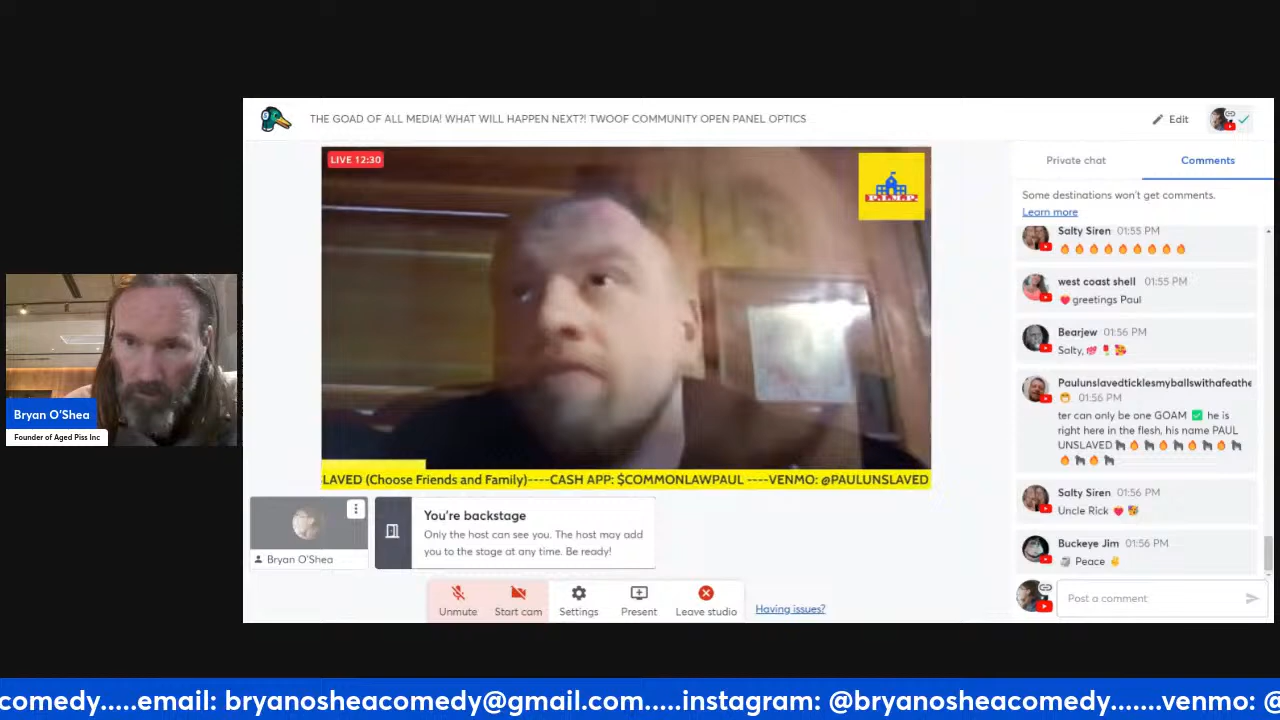 THE GOAD OF ALL MEDIA! WHAT WILL HAPPEN NEXT?! TWOOF COMMUNITY OPEN PANEL OPTICS
Edit
LIVE 12:30
LAVED (Choose Friends and Family)----CASH APP: $COMMONLAWPAUL ----VENMO: @PAULUNSLAVED
Bryan O'Shea
Founder of Aged Piss Inc
Bryan O'Shea
You're backstage
Only the host can see you. The host may add
you to the stage at any time. Be ready!
Unmute
Start cam
Settings
Present
Leave studio
Having issues?
Private chat
Comments
Some destinations won't get comments.
Learn more
Salty Siren 01:55 PM
🔥🔥🔥🔥🔥🔥🔥🔥🔥
west coast shell 01:55 PM
❤️greetings Paul
Bearjew 01:56 PM
Salty,💓🌹🥰
Paulunslavedticklesmyballswithafeathe
01:56 PM
ter can only be one GOAM ✅ he is
right here in the flesh, his name PAUL
UNSLAVED
Salty Siren 01:56 PM
Uncle Rick ❤️
Buckeye Jim 01:56 PM
Peace ✌️
Post a comment
comedy.....email: bryanosheacomedy@gmail.com.....instagram: @bryanosheacomedy.......venmo: @